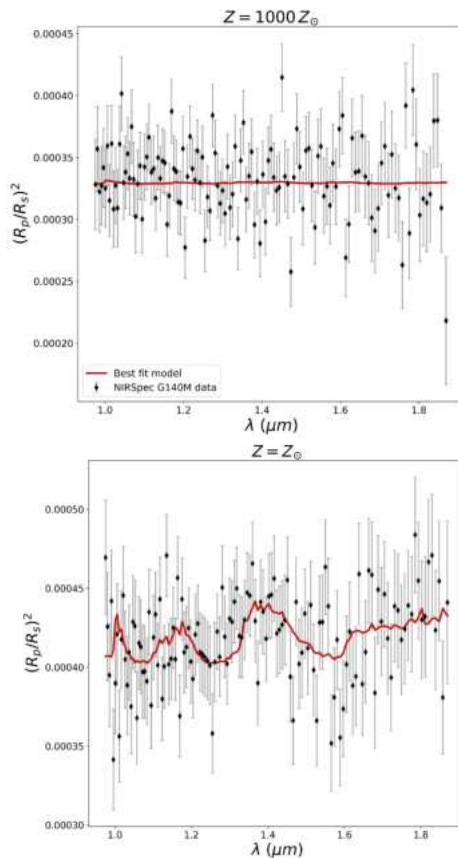 Z = 1000 Z⊙
0.00045
0.00040
0.00035
(Rp/Rs)²
0.00030
0.00025
0.00020
Best fit model
NIRSpec G140M data
1.0 1.2 1.4 1.6 1.8
λ (μm)
Z = Z⊙
0.00050
0.00045
(Rp/Rs)²
0.00040
0.00035
0.00030
1.0 1.2 1.4 1.6 1.8
λ (μm)